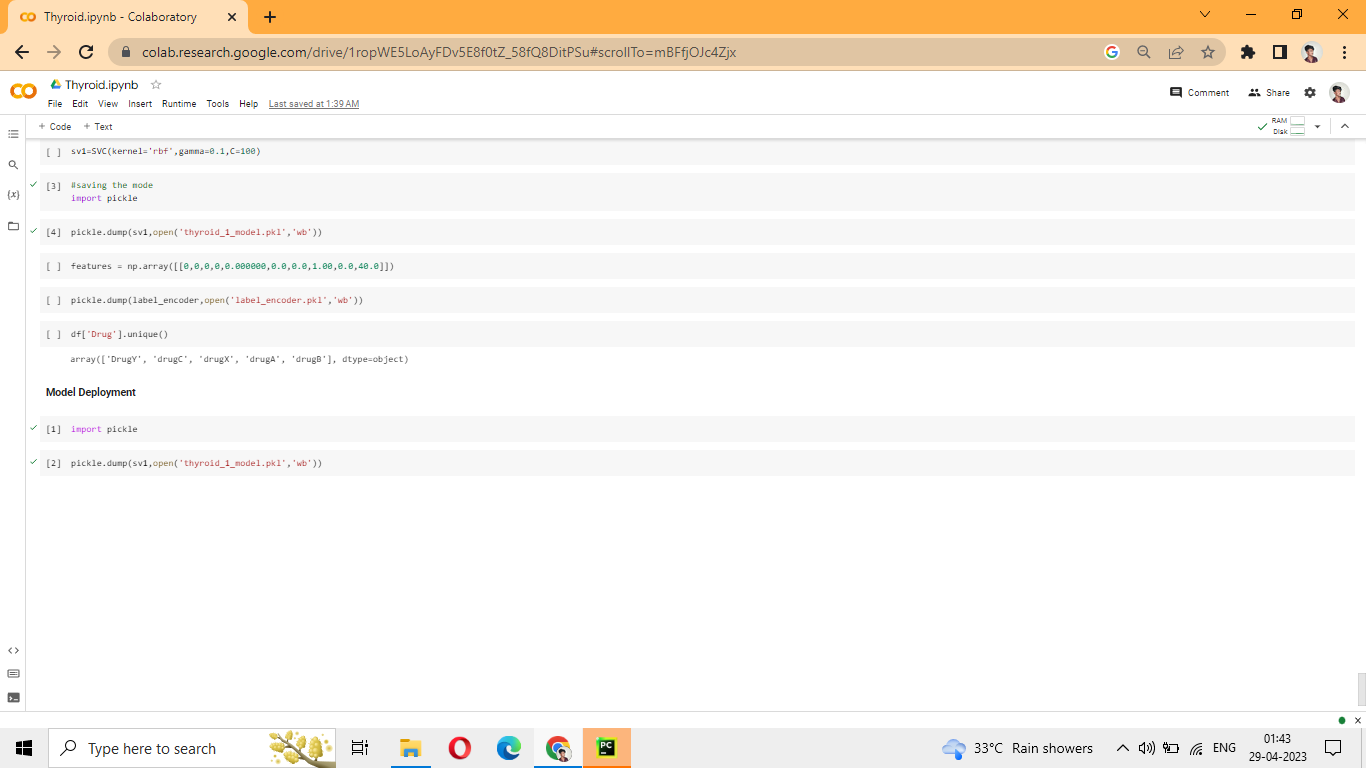 Thyroid.ipynb - Colaboratory
colab.research.google.com/drive/1ropWE5LoAyFDv5E8f0tZ_58fQ8DitPSu#scrollTo=mBFfjOJc4Zjx
Thyroid.ipynb
File Edit View Insert Runtime Tools Help Last saved at 1:39 AM
Comment Share
+ Code + Text
RAM
Disk
[ ] sv1=SVC(kernel='rbf',gamma=0.1,C=100)
[3] #saving the mode
import pickle
[4] pickle.dump(sv1,open('thyroid_1_model.pkl','wb'))
[ ] features = np.array([[0,0,0,0,0.000000,0.0,0.0,1.00,0.0,40.0]])
[ ] pickle.dump(label_encoder,open('label_encoder.pkl','wb'))
[ ] df['Drug'].unique()
array(['DrugY', 'drugC', 'drugX', 'drugA', 'drugB'], dtype=object)
Model Deployment
[1] import pickle
[2] pickle.dump(sv1,open('thyroid_1_model.pkl','wb'))
Type here to search
PC
33°C Rain showers
ENG
01:43
29-04-2023